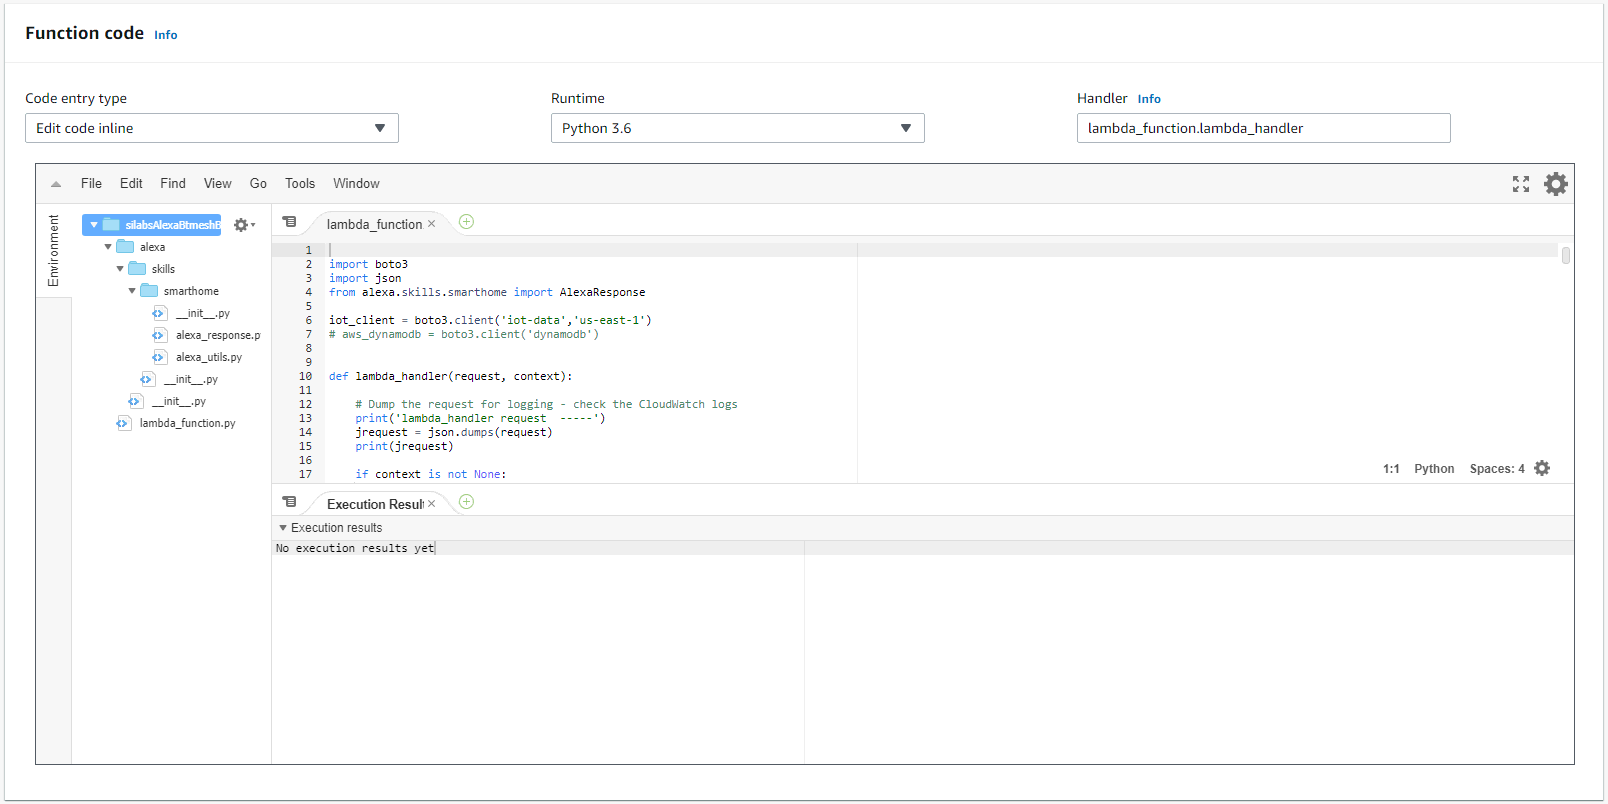 Function code Info
Code entry type
Edit code inline
Runtime
Python 3.6
Handler Info
lambda_function.lambda_handler
File Edit Find View Go Tools Window
Environment
silabsAlexaBtmeshB
alexa
skills
smarthome
__init__.py
alexa_response.p
alexa_utils.py
__init__.py
__init__.py
lambda_function.py
lambda_function
1
2 import boto3
3 import json
4 from alexa.skills.smarthome import AlexaResponse
5
6 iot_client = boto3.client('iot-data','us-east-1')
7 # aws_dynamodb = boto3.client('dynamodb')
8
9
10 def lambda_handler(request, context):
11
12 # Dump the request for logging - check the CloudWatch logs
13 print('lambda_handler request  -----')
14 jrequest = json.dumps(request)
15 print(jrequest)
16
17 if context is not None:
1:1 Python Spaces: 4
Execution Resul
Execution results
No execution results yet